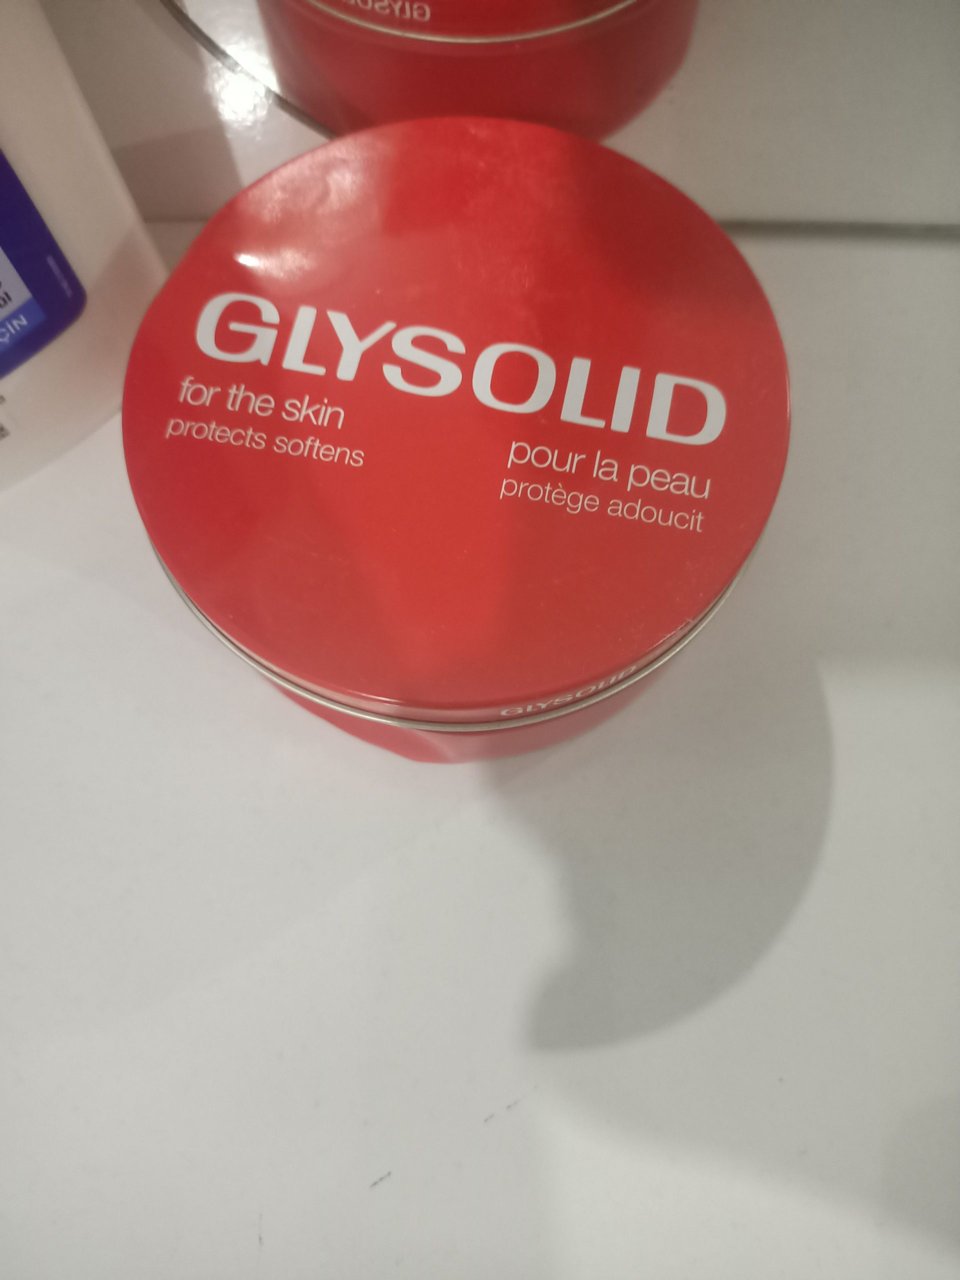 GLYSOLID
for the skin
protects softens
pour la peau
protège adoucit
GLYSOLID